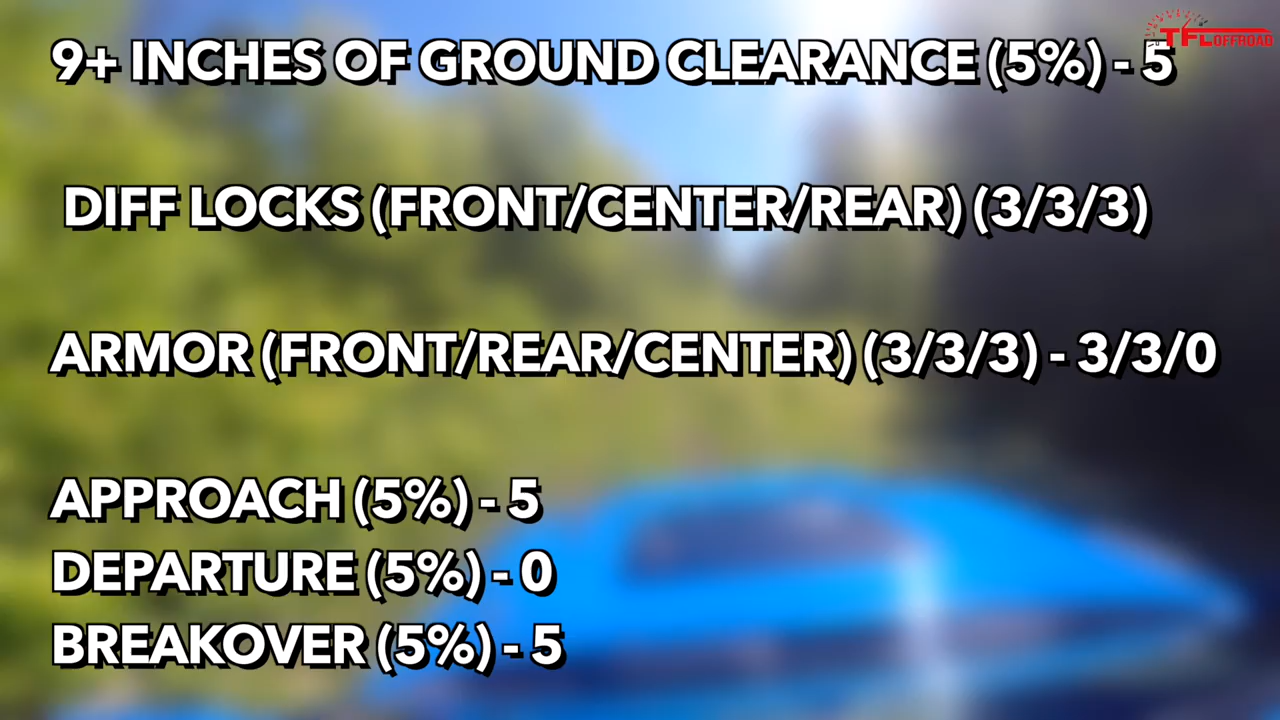 TFLOFFROAD
9+ INCHES OF GROUND CLEARANCE (5%) - 5
DIFF LOCKS (FRONT/CENTER/REAR) (3/3/3)
ARMOR (FRONT/REAR/CENTER) (3/3/3) - 3/3/0
APPROACH (5%) - 5
DEPARTURE (5%) - 0
BREAKOVER (5%) - 5